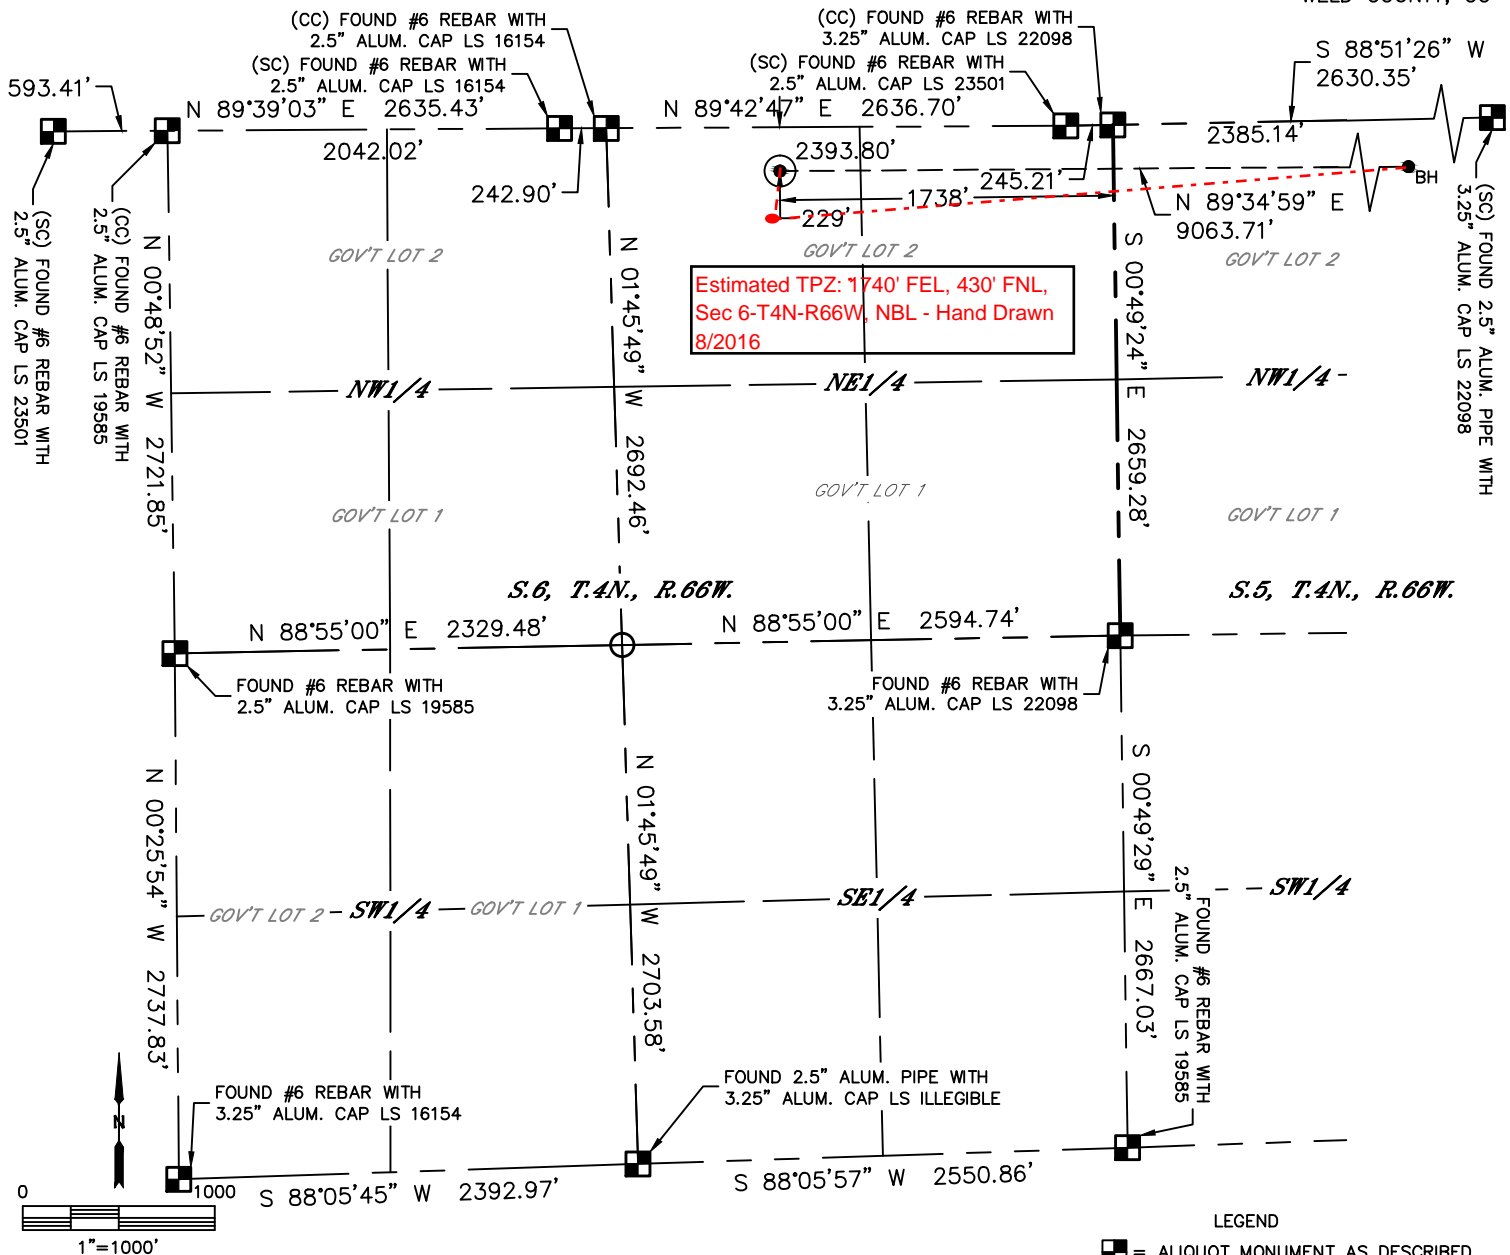 (CC) FOUND #6 REBAR WITH
2.5" ALUM. CAP LS 16154
(SC) FOUND #6 REBAR WITH
2.5" ALUM. CAP LS 16154
(CC) FOUND #6 REBAR WITH
3.25" ALUM. CAP LS 22098
(SC) FOUND #6 REBAR WITH
2.5" ALUM. CAP LS 23501
S 88°51'26" W
2630.35'
593.41'
N 89°39'03" E 2635.43'
N 89°42'47" E 2636.70'
2385.14'
2042.02'
2393.80'
242.90'
245.21'
1738'
229'
BH
N 89°34'59" E
9063.71'
(SC) FOUND #6 REBAR WITH
2.5" ALUM. CAP LS 23501
(CC) FOUND #6 REBAR WITH
2.5" ALUM. CAP LS 19585
(SC) FOUND 2.5" ALUM. PIPE WITH
3.25" ALUM. CAP LS 22098
GOV'T LOT 2
GOV'T LOT 2
GOV'T LOT 2
Estimated TPZ: 1740' FEL, 430' FNL,
Sec 6-T4N-R66W, NBL - Hand Drawn
8/2016
N 00°48'52" W 2721.85'
N 01°45'49" W 2692.46'
S 00°49'24" E 2659.28'
NW1/4
NE1/4
NW1/4
GOV'T LOT 1
GOV'T LOT 1
GOV'T LOT 1
S.6, T.4N., R.66W.
S.5, T.4N., R.66W.
N 88°55'00" E 2329.48'
N 88°55'00" E 2594.74'
FOUND #6 REBAR WITH
2.5" ALUM. CAP LS 19585
FOUND #6 REBAR WITH
3.25" ALUM. CAP LS 22098
N 00°25'54" W 2737.83'
N 01°45'49" W 2703.58'
S 00°49'29" E 2667.03'
FOUND #6 REBAR WITH
2.5" ALUM. CAP LS 19585
GOV'T LOT 2
SW1/4
GOV'T LOT 1
SE1/4
SW1/4
FOUND #6 REBAR WITH
3.25" ALUM. CAP LS 16154
FOUND 2.5" ALUM. PIPE WITH
3.25" ALUM. CAP LS ILLEGIBLE
N
S 88°05'45" W 2392.97'
S 88°05'57" W 2550.86'
0 1000
1"=1000'
LEGEND
= ALIQUOT MONUMENT AS DESCRIBED